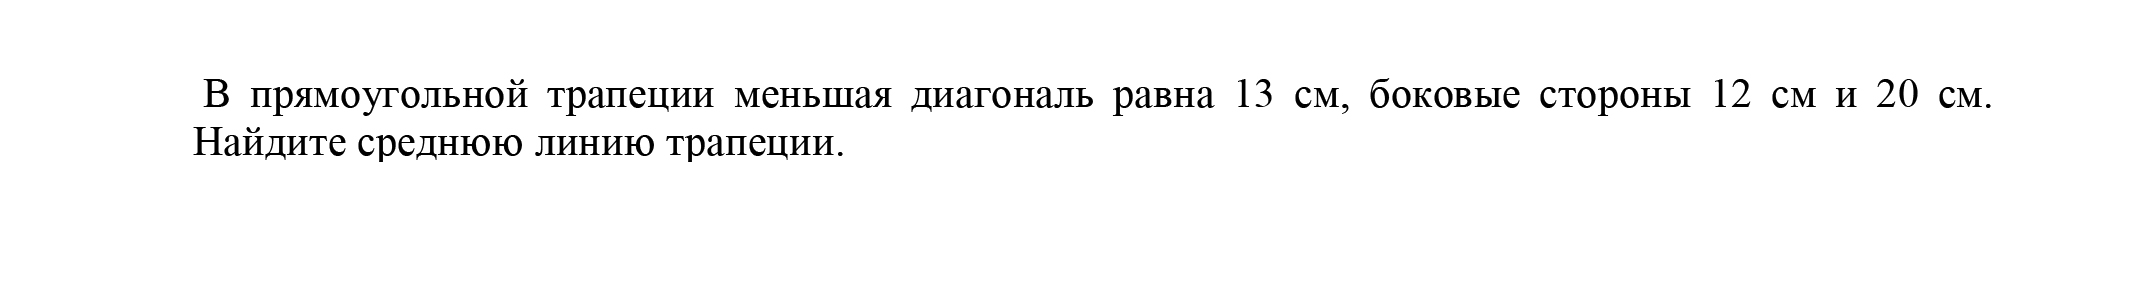 В прямоугольной трапеции меньшая диагональ равна 13 см, боковые стороны 12 см и 20 см.
Найдите среднюю линию трапеции.